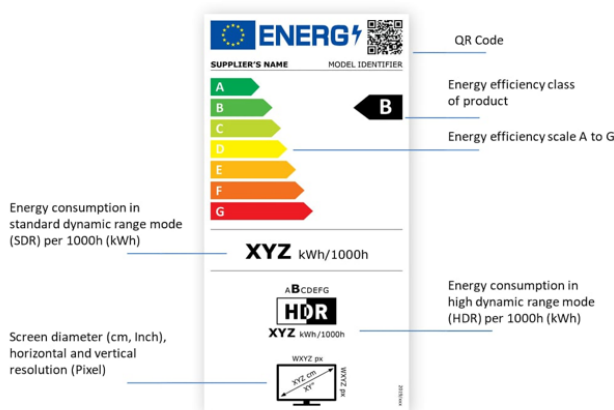 ENERG
QR Code
SUPPLIER'S NAME MODEL IDENTIFIER
A
B
C
D
E
F
G
B
Energy efficiency class
of product
Energy efficiency scale A to G
Energy consumption in
standard dynamic range mode
(SDR) per 1000h (kWh)
XYZ kWh/1000h
ABCDEFG
HDR
XYZ kWh/1000h
Energy consumption in
high dynamic range mode
(HDR) per 1000h (kWh)
Screen diameter (cm, Inch),
horizontal and vertical
resolution (Pixel)
WXYZ px
XYZ cm
XY"
WXYZ px